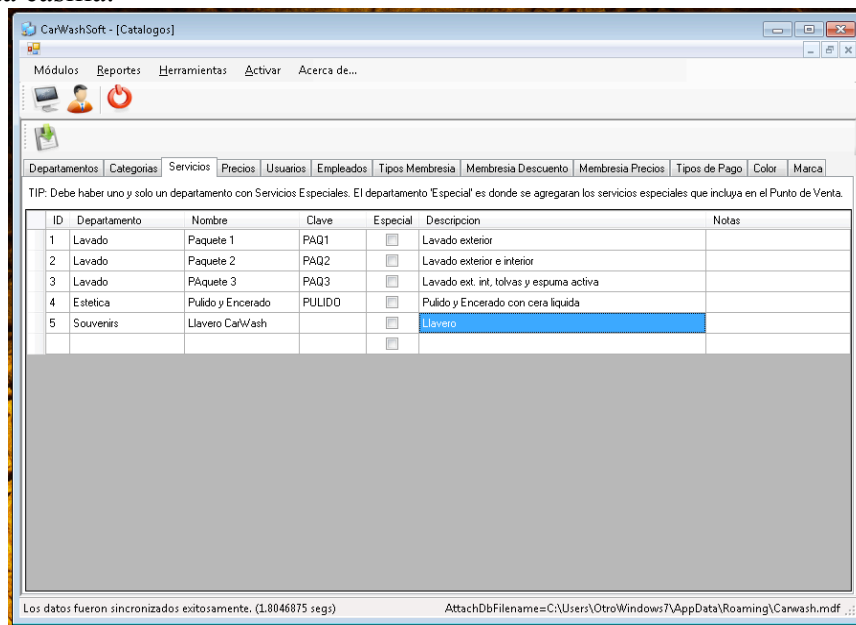 CarWashSoft - [Catalogos]
Módulos Reportes Herramientas Activar Acerca de...
Departamentos Categorias Servicios Precios Usuarios Empleados Tipos Membresia Membresia Descuento Membresia Precios Tipos de Pago Color Marca
TIP: Debe haber uno y solo un departamento con Servicios Especiales. El departamento 'Especial' es donde se agregaran los servicios especiales que incluya en el Punto de Venta.
ID Departamento Nombre Clave Especial Descripcion Notas
1 Lavado Paquete 1 PAQ1 Lavado exterior
2 Lavado Paquete 2 PAQ2 Lavado exterior e interior
3 Lavado PAquete 3 PAQ3 Lavado ext. int, tolvas y espuma activa
4 Estetica Pulido y Encerado PULIDO Pulido y Encerado con cera liquida
5 Souvenirs Llavero CarWash Llavero
Los datos fueron sincronizados exitosamente. (1.8046875 segs) AttachDbFilename=C:\Users\OtroWindows7\AppData\Roaming\Carwash.mdf